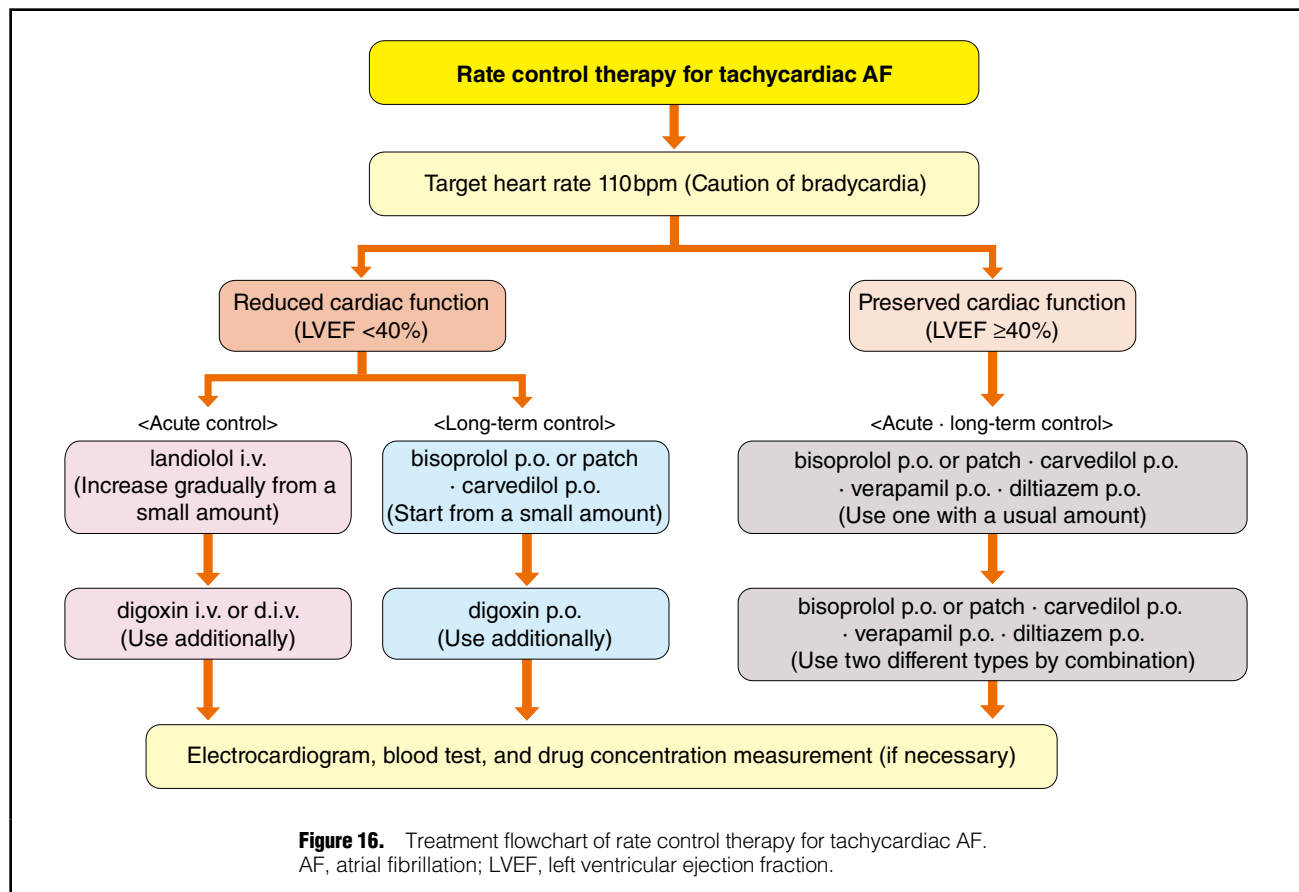 Rate control therapy for tachycardiac AF
Target heart rate 110bpm (Caution of bradycardia)
Reduced cardiac function
(LVEF <40%)
Preserved cardiac function
(LVEF ≥40%)
<Acute control>
landiolol i.v.
(Increase gradually from a
small amount)
digoxin i.v. or d.i.v.
(Use additionally)
<Long-term control>
bisoprolol p.o. or patch
· carvedilol p.o.
(Start from a small amount)
digoxin p.o.
(Use additionally)
<Acute · long-term control>
bisoprolol p.o. or patch · carvedilol p.o.
· verapamil p.o. · diltiazem p.o.
(Use one with a usual amount)
bisoprolol p.o. or patch · carvedilol p.o.
· verapamil p.o. · diltiazem p.o.
(Use two different types by combination)
Electrocardiogram, blood test, and drug concentration measurement (if necessary)
Figure 16. Treatment flowchart of rate control therapy for tachycardiac AF.
AF, atrial fibrillation; LVEF, left ventricular ejection fraction.